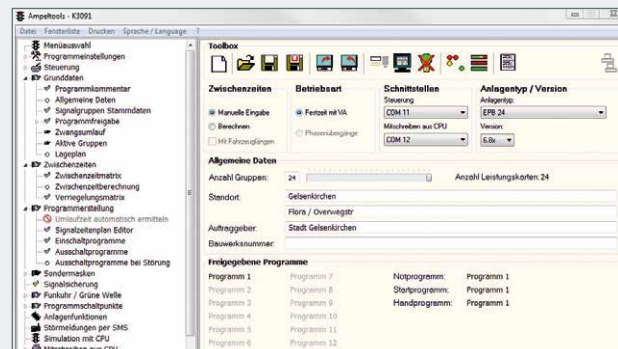 Ampeltools - K3091
Datei Fensterliste Drucken Sprache / Language ?
Menüauswahl
Programmeinstellungen
Steuerung
Grunddaten
Programmkommentar
Allgemeine Daten
Signalgruppen Stammdaten
Programmfreigabe
Zwangsumlauf
Aktive Gruppen
Lageplan
Zwischenzeiten
Zwischenzeitmatrix
Zwischenzeitberechnung
Verriegelungsmatrix
Programmerstellung
Umlaufzeit automatisch ermitteln
Signalzeitenplan Editor
Einschaltprogramme
Ausschaltprogramme
Ausschaltprogramme bei Störung
Sondermasken
Signalsicherung
Funkuhr / Grüne Welle
Programmschaltpunkte
Anlagenfunktionen
Störmeldungen per SMS
Simulation mit CPU
Mitschreiben aus CPU
Toolbox
Zwischenzeiten
Manuelle Eingabe
Berechnen
Mit Fahrzeuglängen
Betriebsart
Festzeit mit VA
Phasenübergänge
Schnittstellen
Steuerung
COM 11
Mitschreiben aus CPU
COM 12
Anlagentyp / Version
Anlagentyp:
EPB 24
Version:
6.8x
Allgemeine Daten
Anzahl Gruppen: 24 Anzahl Leistungskarten: 24
Standort: Gelsenkirchen
Flora / Overwegstr
Auftraggeber: Stadt Gelsenkirchen
Bauwerksnummer:
Freigegebene Programme
Programm 1 Programm 7 Notprogramm: Programm 1
Programm 2 Programm 8 Startprogramm: Programm 1
Programm 3 Programm 9 Handprogramm: Programm 1
Programm 4 Programm 10
Programm 5 Programm 11
Programm 6 Programm 12